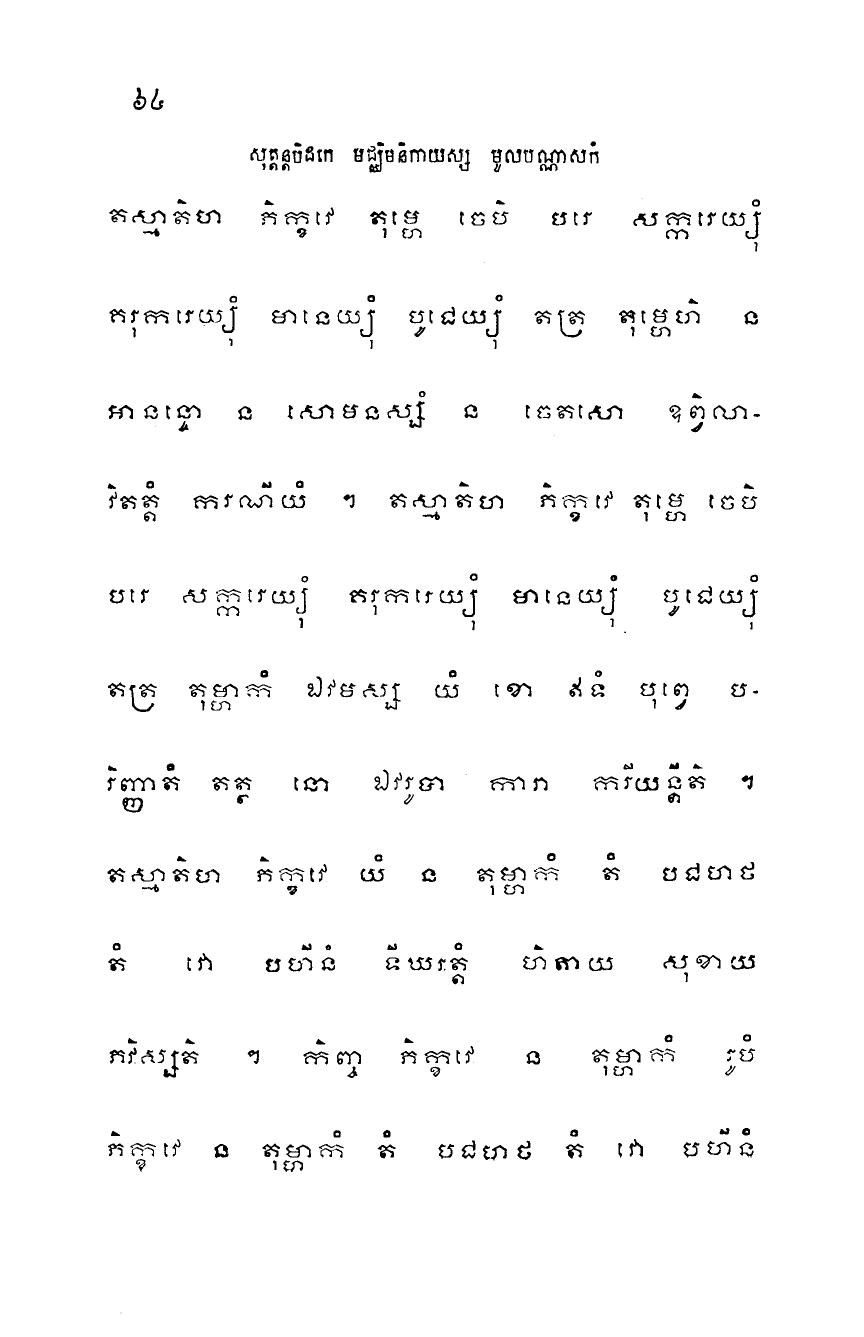 ៦៤
សុត្តន្តបិដកេ មជ្ឈិមនិកាយស្ស មូលបណ្ណាសកំ
តស្មាតិហ ភិក្ខវេ តុម្ហេ ចេបិ បរេ សក្ករេយ្យុំ
គរុករេយ្យុំ មានេយ្យុំ បូជេយ្យុំ តត្រ តុម្ហេហិ ន
អានន្ទោ ន សោមនស្សំ ន ចេតសោ ឧព្វិលា-
វិតត្តំ ករណីយំ ។ តស្មាតិហ ភិក្ខវេ តុម្ហេ ចេបិ
បរេ សក្ករេយ្យុំ គរុករេយ្យុំ មានេយ្យុំ បូជេយ្យុំ
តត្រ តុម្ហាកំ ឯវមស្ស យំ ខោ ឥទំ បុព្វេ ប-
រិញ្ញាតំ តត្ថ នោ ឯវរូបា ការា ករីយន្តីតិ ។
តស្មាតិហ ភិក្ខវេ យំ ន តុម្ហាកំ តំ បជហថ
តំ វោ បហីនំ ទីឃរត្តំ ហិតាយ សុខាយ
ភវិស្សតិ ។ កិញ្ច ភិក្ខវេ ន តុម្ហាកំ រូបំ
ភិក្ខវេ ន តុម្ហាកំ តំ បជហថ តំ វោ បហីនំ